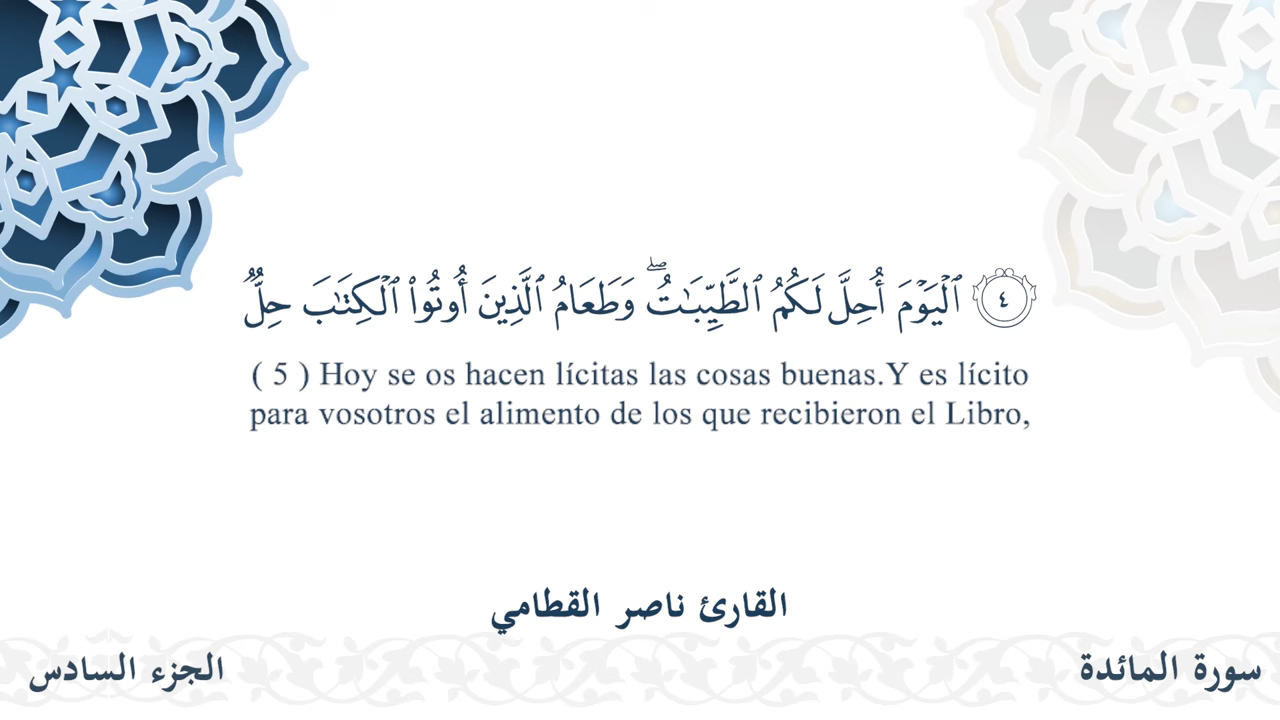 ٤ ٱلْيَوْمَ أُحِلَّ لَكُمُ ٱلطَّيِّبَـٰتُ ۖ وَطَعَامُ ٱلَّذِينَ أُوتُوا۟ ٱلْكِتَـٰبَ حِلٌّ
( 5 ) Hoy se os hacen lícitas las cosas buenas.Y es lícito
para vosotros el alimento de los que recibieron el Libro,
القارئ ناصر القطامي
سورة المائدة
الجزء السادس